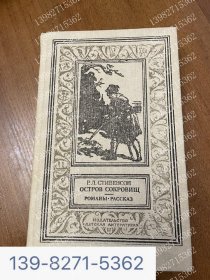 Р.Л. СТИВЕНСОН
ОСТРОВ СОКРОВИЩ
РОМАНЫ · РАССКАЗ
ИЗДАТЕЛЬСТВО
«ДЕТСКАЯ ЛИТЕРАТУРА»
139-8271-5362